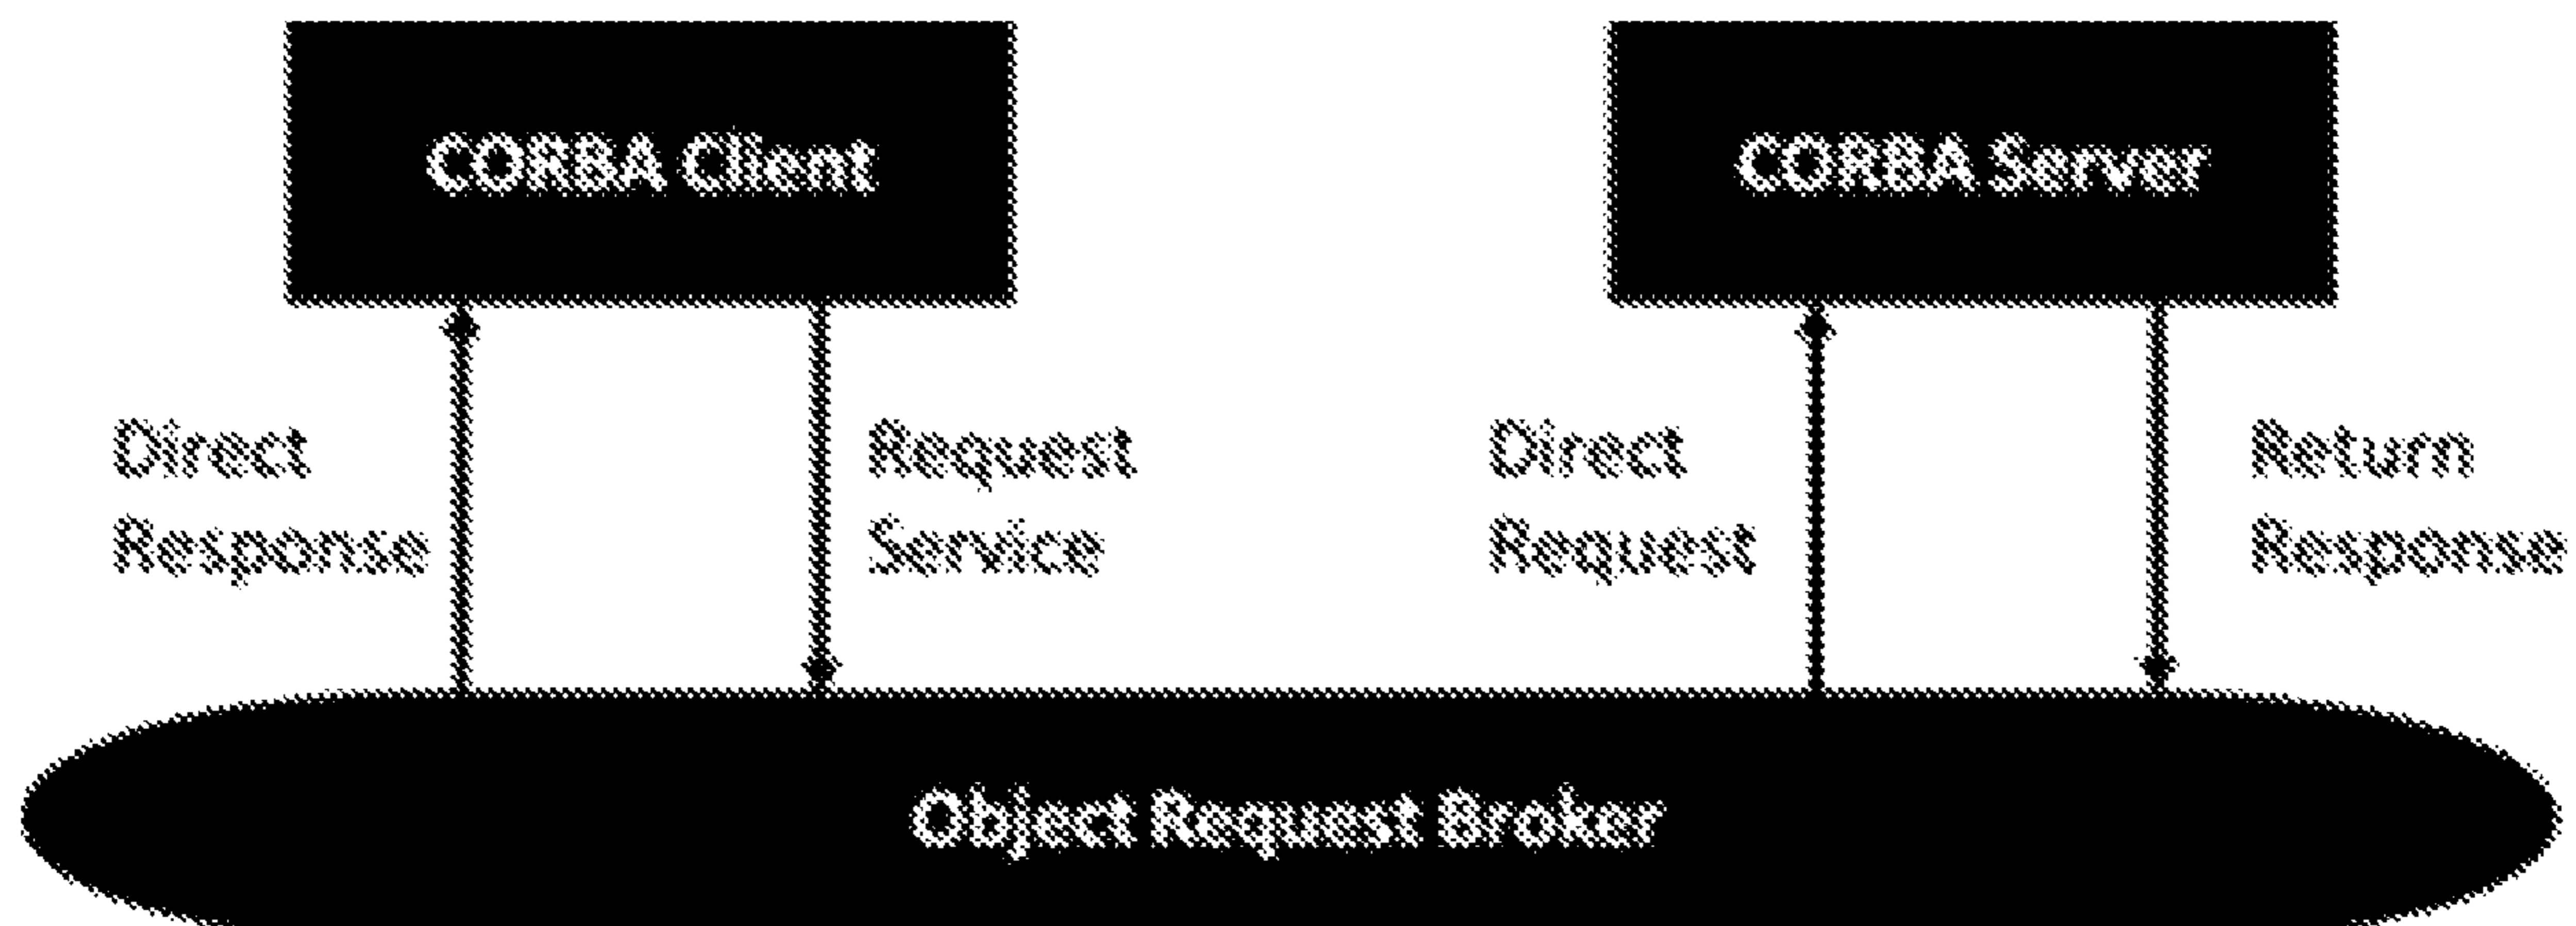 CORBA Client
CORBA Server
Direct
Response
Request
Service
Direct
Request
Return
Response
Object Request Broker